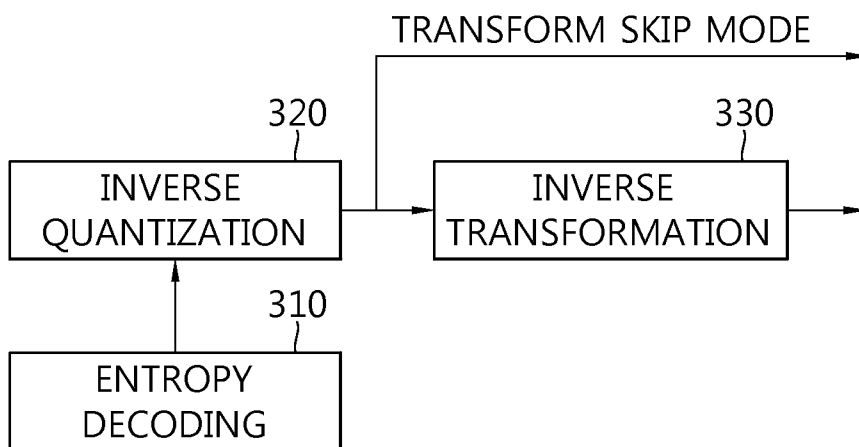 TRANSFORM SKIP MODE
320
330
INVERSE
QUANTIZATION
INVERSE
TRANSFORMATION
310
ENTROPY
DECODING